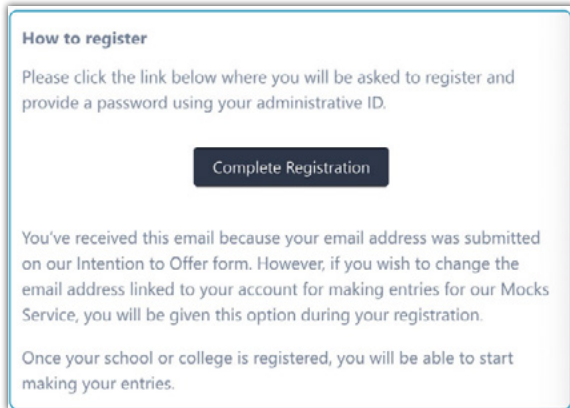 How to register
Please click the link below where you will be asked to register and
provide a password using your administrative ID.
Complete Registration
You've received this email because your email address was submitted
on our Intention to Offer form. However, if you wish to change the
email address linked to your account for making entries for our Mocks
Service, you will be given this option during your registration.
Once your school or college is registered, you will be able to start
making your entries.